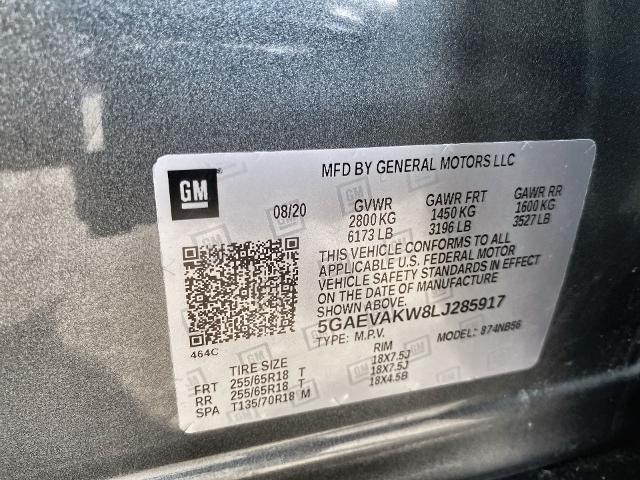 MFD BY GENERAL MOTORS LLC
GM
08/20 GVWR GAWR FRT GAWR RR
2800 KG 1450 KG 1600 KG
6173 LB 3196 LB 3527 LB
THIS VEHICLE CONFORMS TO ALL
APPLICABLE U.S. FEDERAL MOTOR
VEHICLE SAFETY STANDARDS IN EFFECT
ON THE DATE OF MANUFACTURE
SHOWN ABOVE.
5GAEVAKW8LJ285917
464C
TYPE: M.P.V. MODEL: 874NB56
TIRE SIZE RIM
FRT 255/65R18 T 18X7.5J
RR 255/65R18 T 18X7.5J
SPA T135/70R18 M 18X4.5B